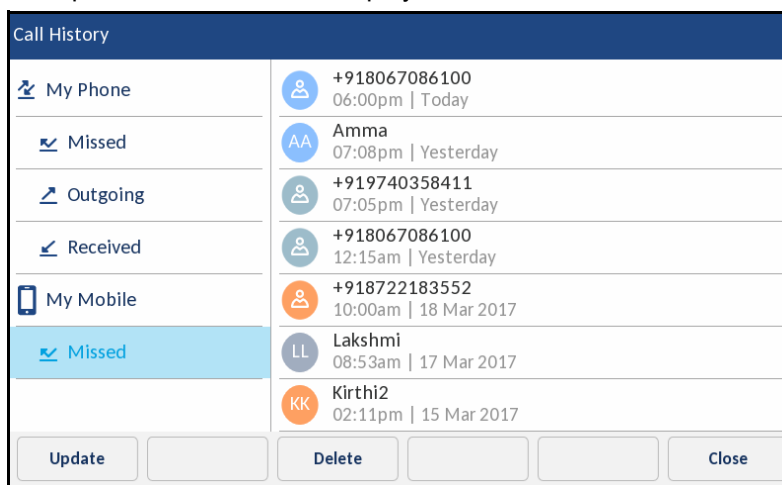 Call History
My Phone
Missed
Outgoing
Received
My Mobile
Missed
+918067086100
06:00pm | Today
AA
Amma
07:08pm | Yesterday
+919740358411
07:05pm | Yesterday
+918067086100
12:15am | Yesterday
+918722183552
10:00am | 18 Mar 2017
LL
Lakshmi
08:53am | 17 Mar 2017
KK
Kirthi2
02:11pm | 15 Mar 2017
Update
Delete
Close